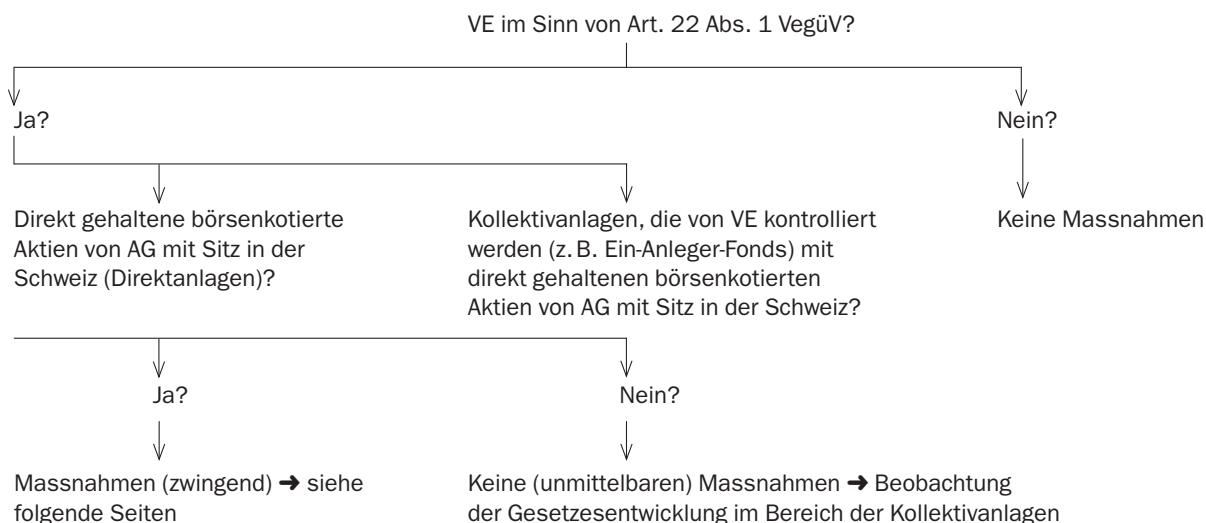 VE im Sinn von Art. 22 Abs. 1 VegüV?
Ja?
Nein?
Direkt gehaltene börsenkotierte
Aktien von AG mit Sitz in der
Schweiz (Direktanlagen)?
Kollektivanlagen, die von VE kontrolliert
werden (z. B. Ein-Anleger-Fonds) mit
direkt gehaltenen börsenkotierten
Aktien von AG mit Sitz in der Schweiz?
Keine Massnahmen
Ja?
Nein?
Massnahmen (zwingend) ➜ siehe
folgende Seiten
Keine (unmittelbaren) Massnahmen ➜ Beobachtung
der Gesetzesentwicklung im Bereich der Kollektivanlagen